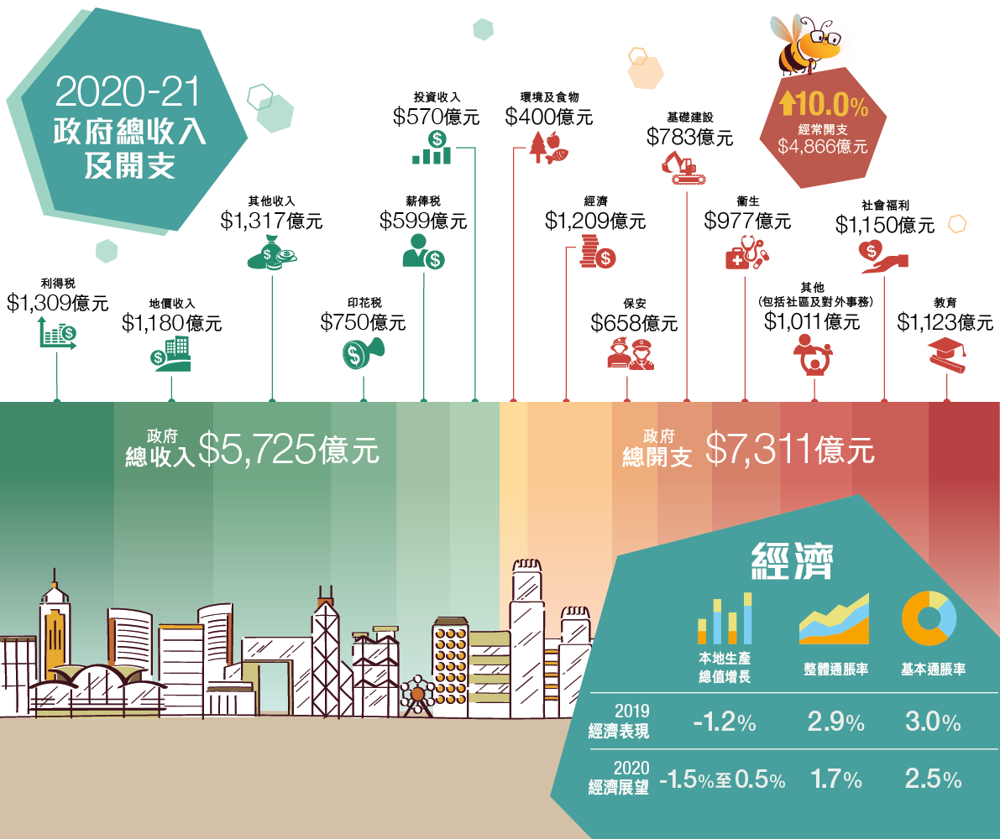 2020-21
政府總收入
及開支
投資收入
$570億元
環境及食物
$400億元
基礎建設
$783億元
10.0%
經常開支
$4,866億元
其他收入
$1,317億元
薪俸稅
$599億元
經濟
$1,209億元
衞生
$977億元
社會福利
$1,150億元
利得稅
$1,309億元
地價收入
$1,180億元
印花稅
$750億元
保安
$658億元
其他
(包括社區及對外事務)
$1,011億元
教育
$1,123億元
政府
總收入 $5,725億元
政府
總開支 $7,311億元
經濟
本地生產
總值增長
整體通脹率
基本通脹率
2019
經濟表現
-1.2%
2.9%
3.0%
2020
經濟展望
-1.5%至0.5%
1.7%
2.5%